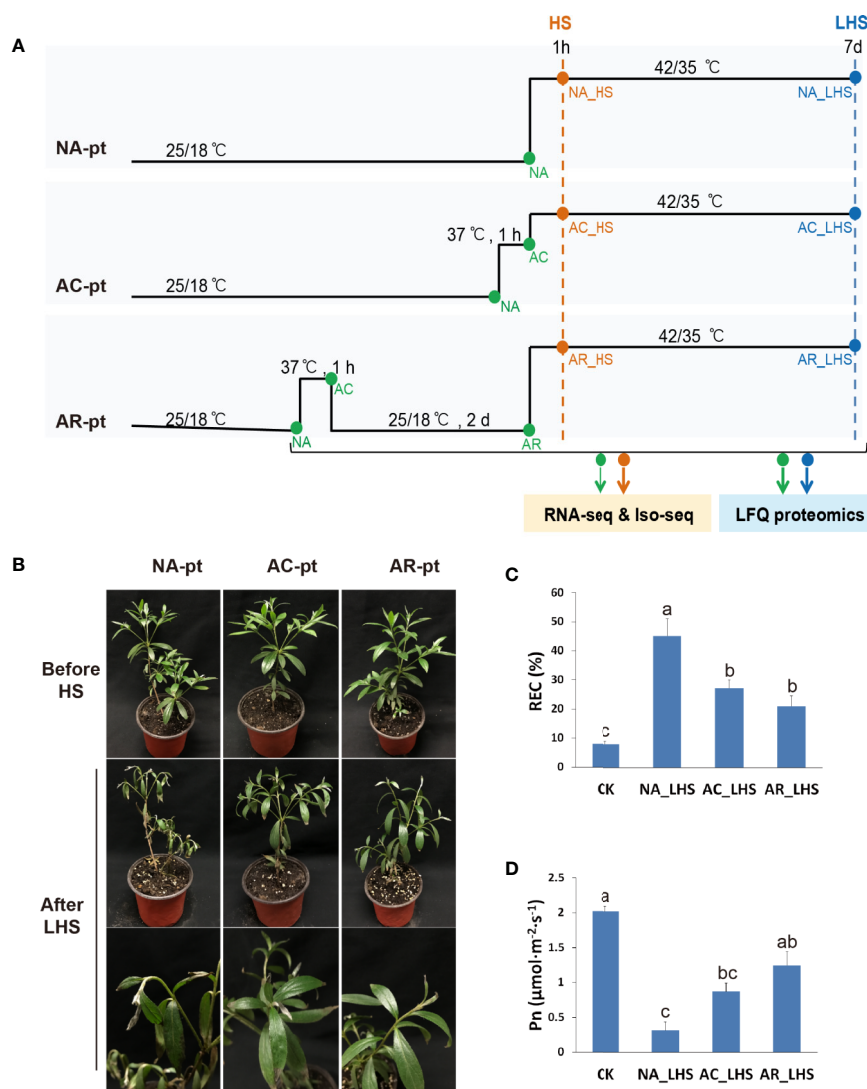 A
HS
1h
LHS
7d
42/35 ℃
NA_HS
NA_LHS
NA-pt
25/18 ℃
NA
42/35 ℃
37 ℃ , 1 h
AC_HS
AC_LHS
AC
AC-pt
25/18 ℃
NA
42/35 ℃
37 ℃ , 1 h
AR_HS
AR_LHS
AC
AR-pt
25/18 ℃
25/18 ℃ , 2 d
NA
AR
RNA-seq & Iso-seq
LFQ proteomics
B
NA-pt AC-pt AR-pt
Before
HS
After
LHS
C
REC (%)
60
50
40
30
20
10
0
c
a
b
b
CK NA_LHS AC_LHS AR_LHS
D
Pn (μmol·m⁻²·s⁻¹)
2.5
2
1.5
1
0.5
0
a
c
bc
ab
CK NA_LHS AC_LHS AR_LHS